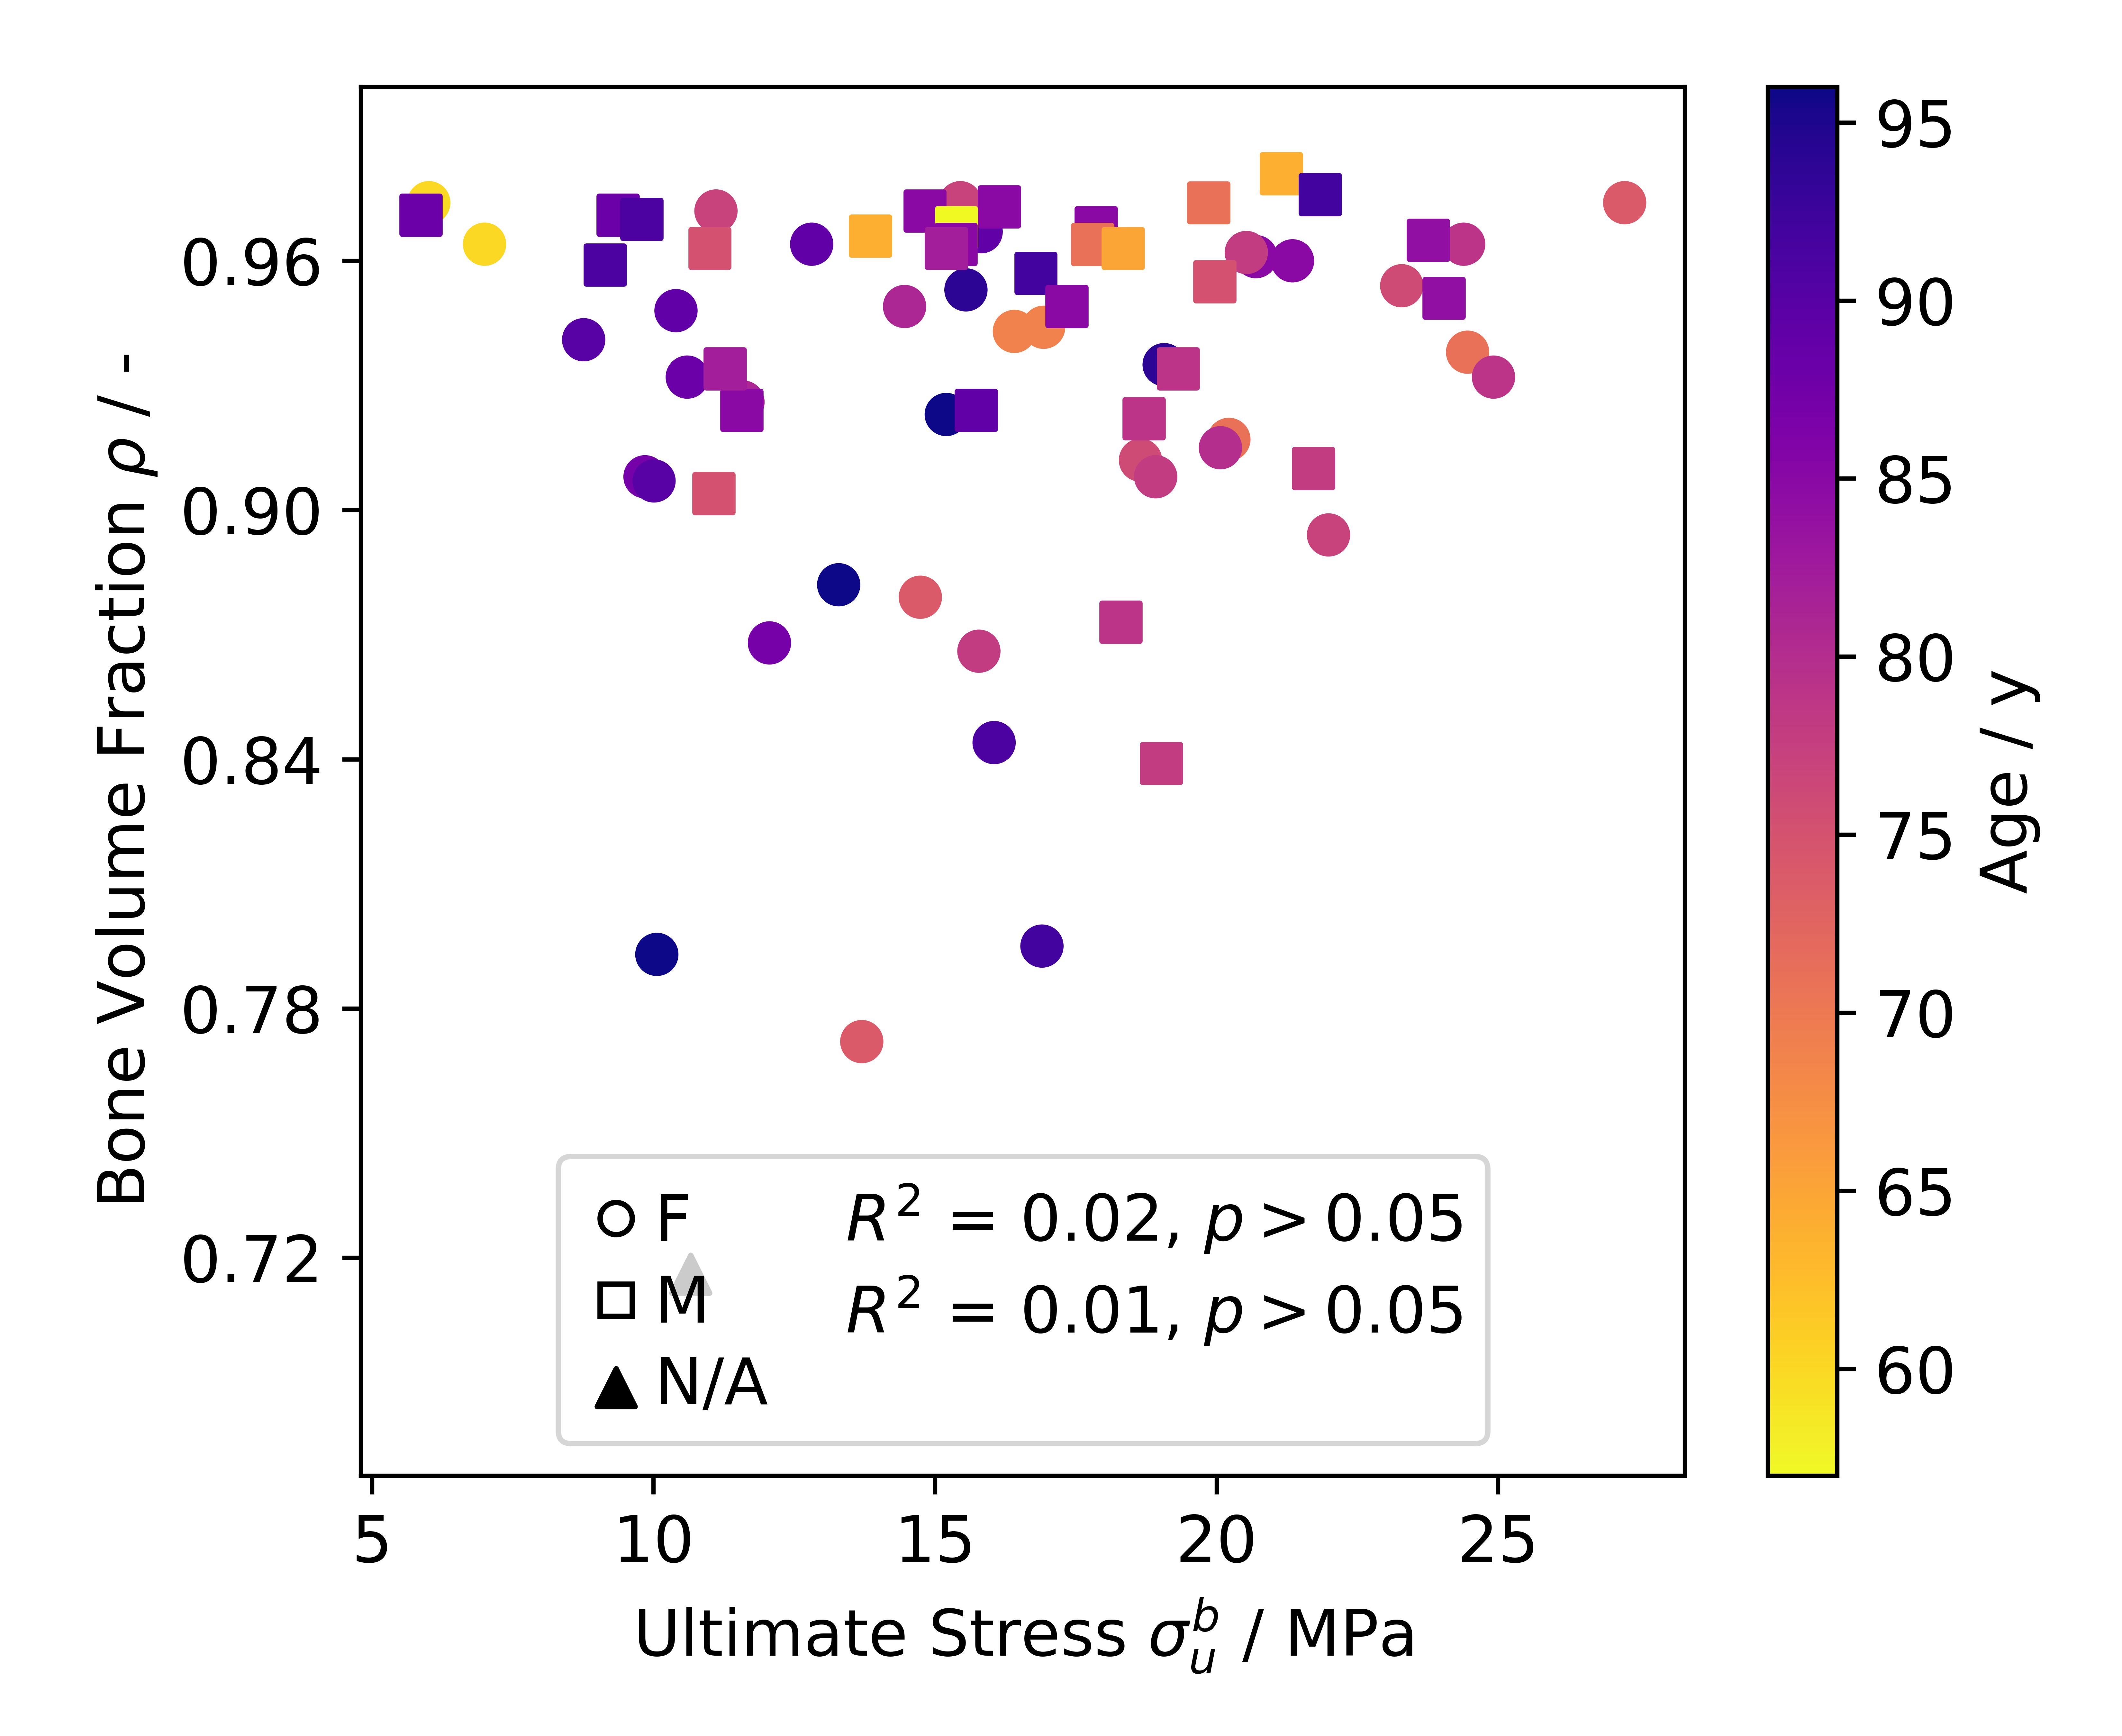 0.96
0.90
0.84
0.78
0.72
Bone Volume Fraction ρ / -
F R² = 0.02, p > 0.05
M R² = 0.01, p > 0.05
N/A
5 10 15 20 25
Ultimate Stress σ_u^b / MPa
95
90
85
80
75
70
65
60
Age / y